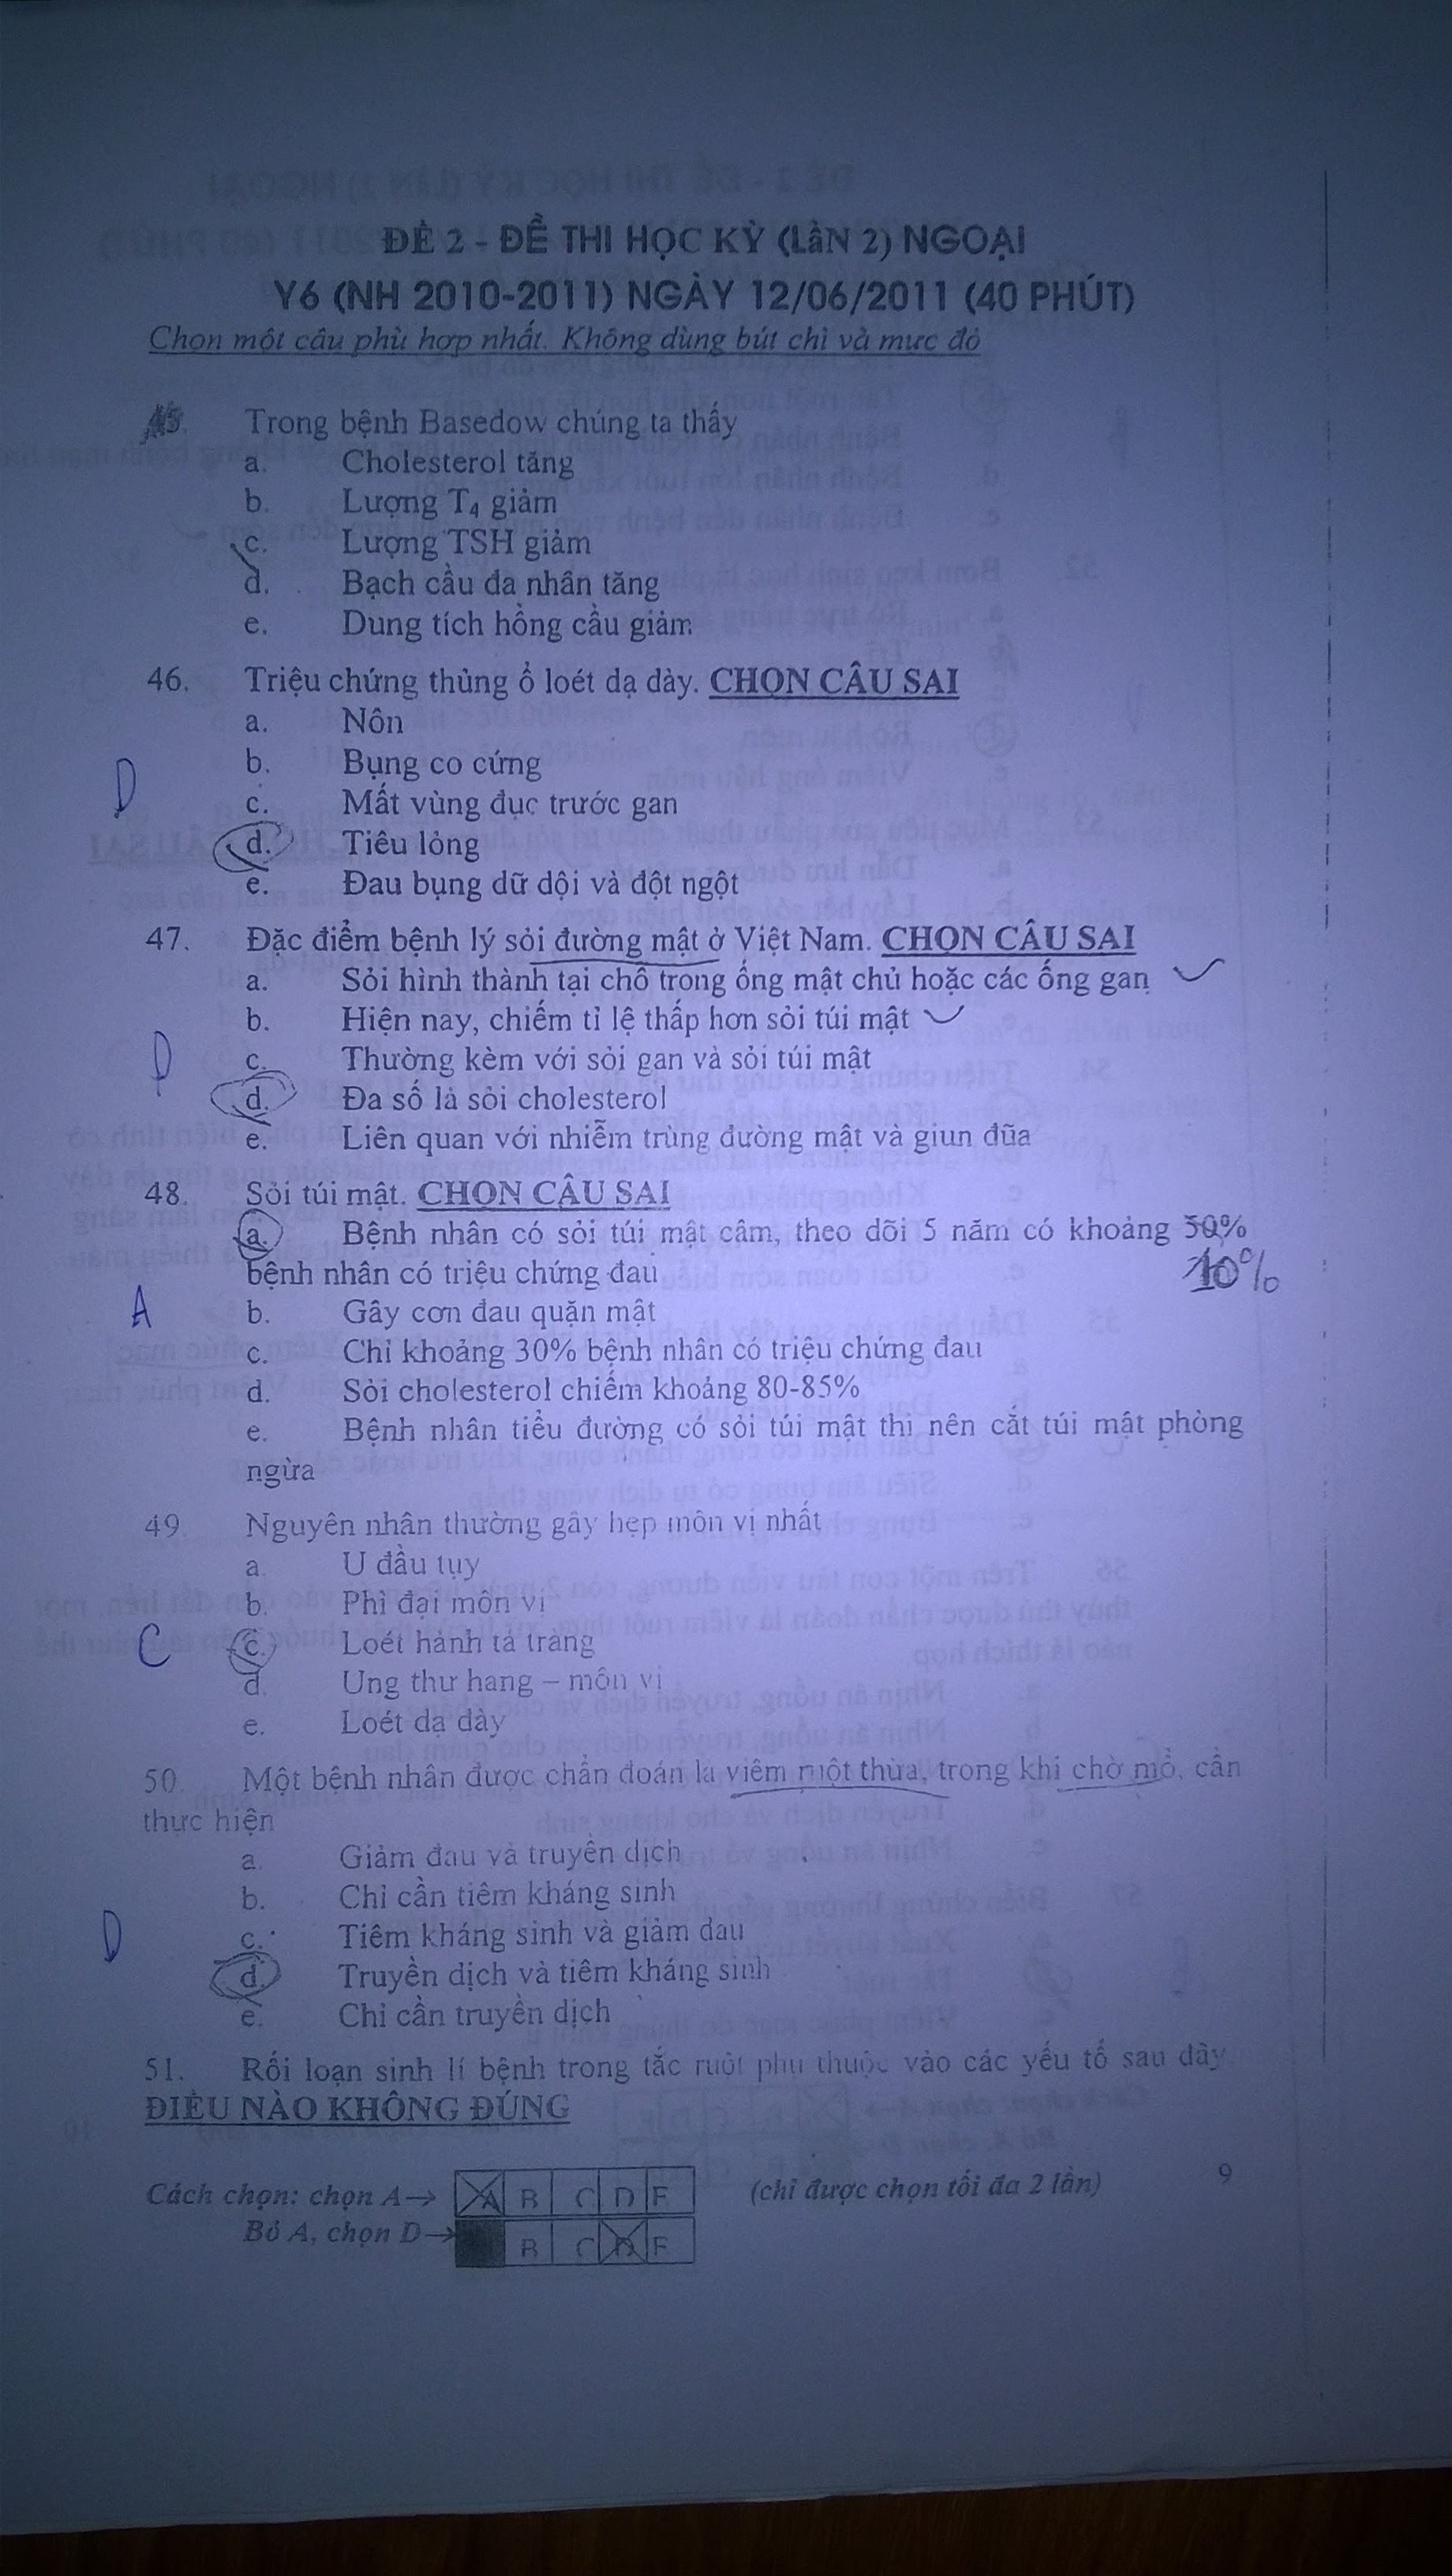 ĐỀ 2 - ĐỀ THI HỌC KỲ (LầN 2) NGOẠI
Y6 (NH 2010-2011) NGÀY 12/06/2011 (40 PHÚT)
Chọn một câu phù hợp nhất. Không dùng bút chì và mực đỏ
45. Trong bệnh Basedow chúng ta thấy
a. Cholesterol tăng
b. Lượng T4 giảm
c. Lượng TSH giảm
d. Bạch cầu đa nhân tăng
e. Dung tích hồng cầu giảm
46. Triệu chứng thủng ổ loét dạ dày. CHỌN CÂU SAI
a. Nôn
b. Bụng co cứng
D
c. Mất vùng đục trước gan
d. Tiêu lỏng
e. Đau bụng dữ dội và đột ngột
47. Đặc điểm bệnh lý sỏi đường mật ở Việt Nam. CHỌN CÂU SAI
a. Sỏi hình thành tại chỗ trong ống mật chủ hoặc các ống gan
b. Hiện nay, chiếm tỉ lệ thấp hơn sỏi túi mật
D
c. Thường kèm với sỏi gan và sỏi túi mật
d. Đa số là sỏi cholesterol
e. Liên quan với nhiễm trùng đường mật và giun đũa
48. Sỏi túi mật. CHỌN CÂU SAI
a. Bệnh nhân có sỏi túi mật câm, theo dõi 5 năm có khoảng 50%
bệnh nhân có triệu chứng đau
10%
A
b. Gây cơn đau quặn mật
c. Chỉ khoảng 30% bệnh nhân có triệu chứng đau
d. Sỏi cholesterol chiếm khoảng 80-85%
e. Bệnh nhân tiểu đường có sỏi túi mật thì nên cắt túi mật phòng
ngừa
49. Nguyên nhân thường gây hẹp môn vị nhất
a. U đầu tụy
b. Phì đại môn vị
C
c. Loét hành tá tràng
d. Ung thư hang – môn vị
e. Loét dạ dày
50. Một bệnh nhân được chẩn đoán là viêm ruột thừa, trong khi chờ mổ, cần
thực hiện
a. Giảm đau và truyền dịch
b. Chỉ cần tiêm kháng sinh
D
c. Tiêm kháng sinh và giảm đau
d. Truyền dịch và tiêm kháng sinh
e. Chỉ cần truyền dịch
51. Rối loạn sinh lí bệnh trong tắc ruột phụ thuộc vào các yếu tố sau đây
ĐIỀU NÀO KHÔNG ĐÚNG
Cách chọn: chọn A→ A B C D E (chỉ được chọn tối đa 2 lần) 9
Bỏ A, chọn D→ B C D E